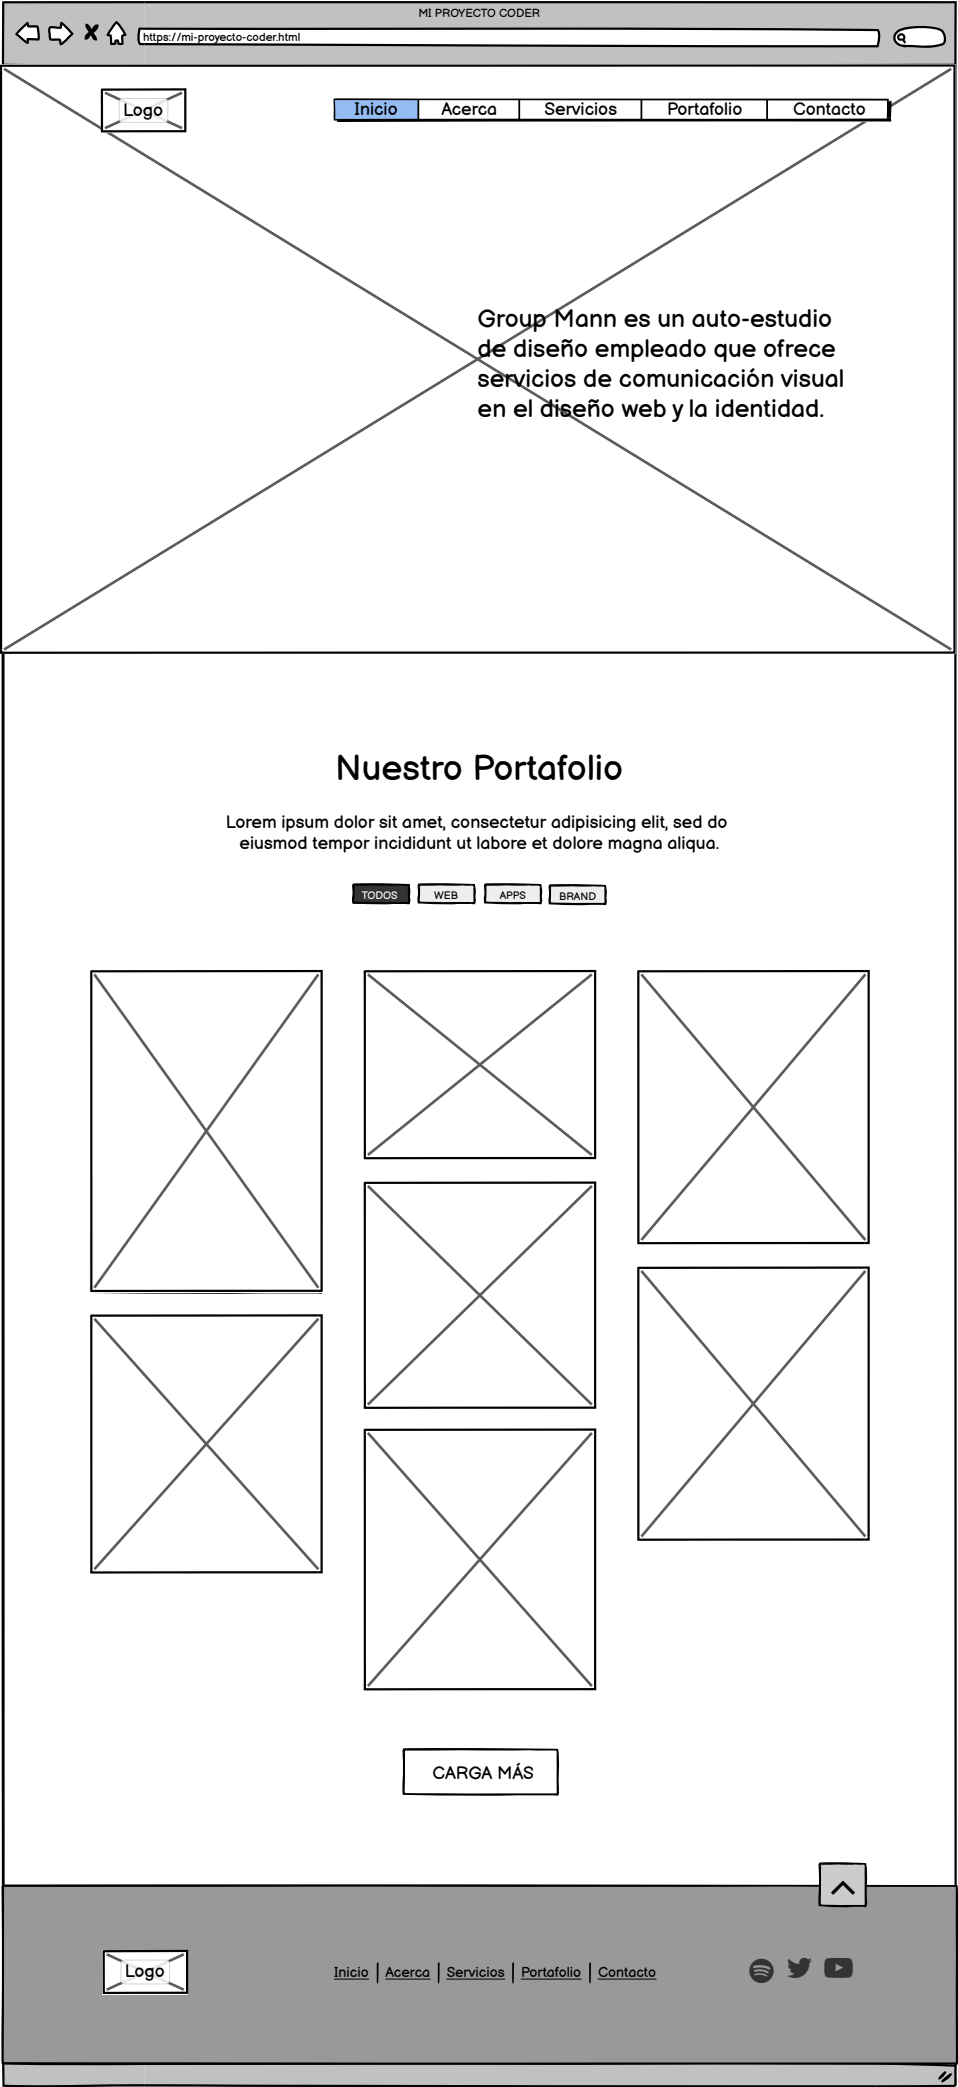 MI PROYECTO CODER
https://mi-proyecto-coder.html
Logo
Inicio Acerca Servicios Portafolio Contacto
Group Mann es un auto-estudio
de diseño empleado que ofrece
servicios de comunicación visual
en el diseño web y la identidad.
Nuestro Portafolio
Lorem ipsum dolor sit amet, consectetur adipisicing elit, sed do
eiusmod tempor incididunt ut labore et dolore magna aliqua.
TODOS WEB APPS BRAND
CARGA MÁS
Logo
Inicio | Acerca | Servicios | Portafolio | Contacto